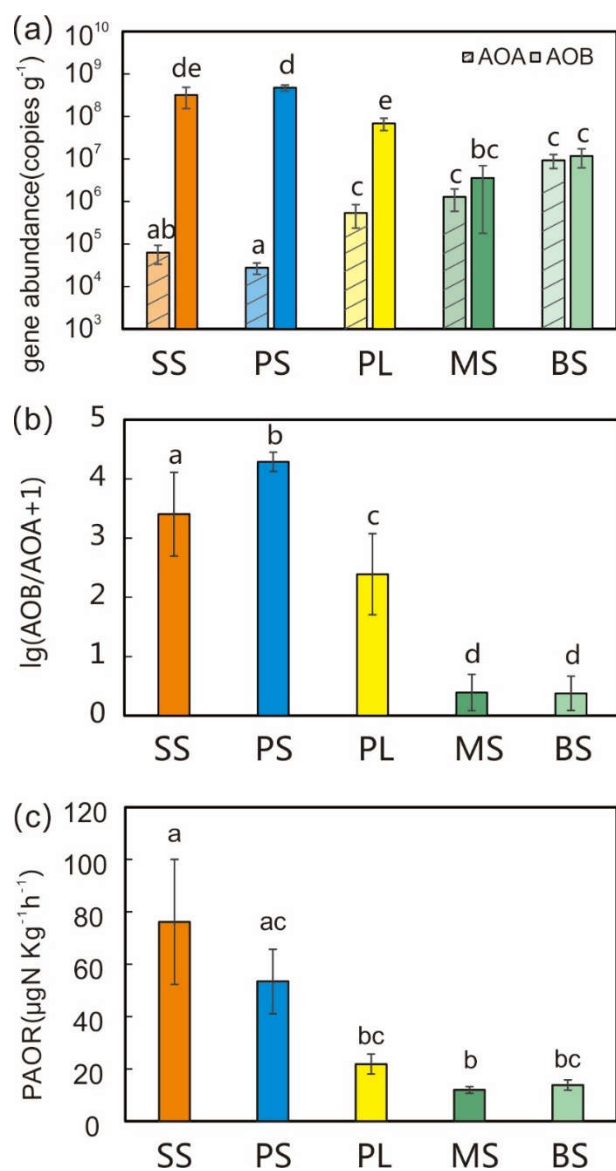 (a)
gene abundance(copies g⁻¹)
10¹⁰
10⁹
10⁸
10⁷
10⁶
10⁵
10⁴
10³
AOA AOB
ab de a d c e c bc c c
SS PS PL MS BS
(b)
lg(AOB/AOA+1)
5
4
3
2
1
0
a b c d d
SS PS PL MS BS
(c)
PAOR(μgN Kg⁻¹h⁻¹)
120
100
80
60
40
20
0
a ac bc b bc
SS PS PL MS BS